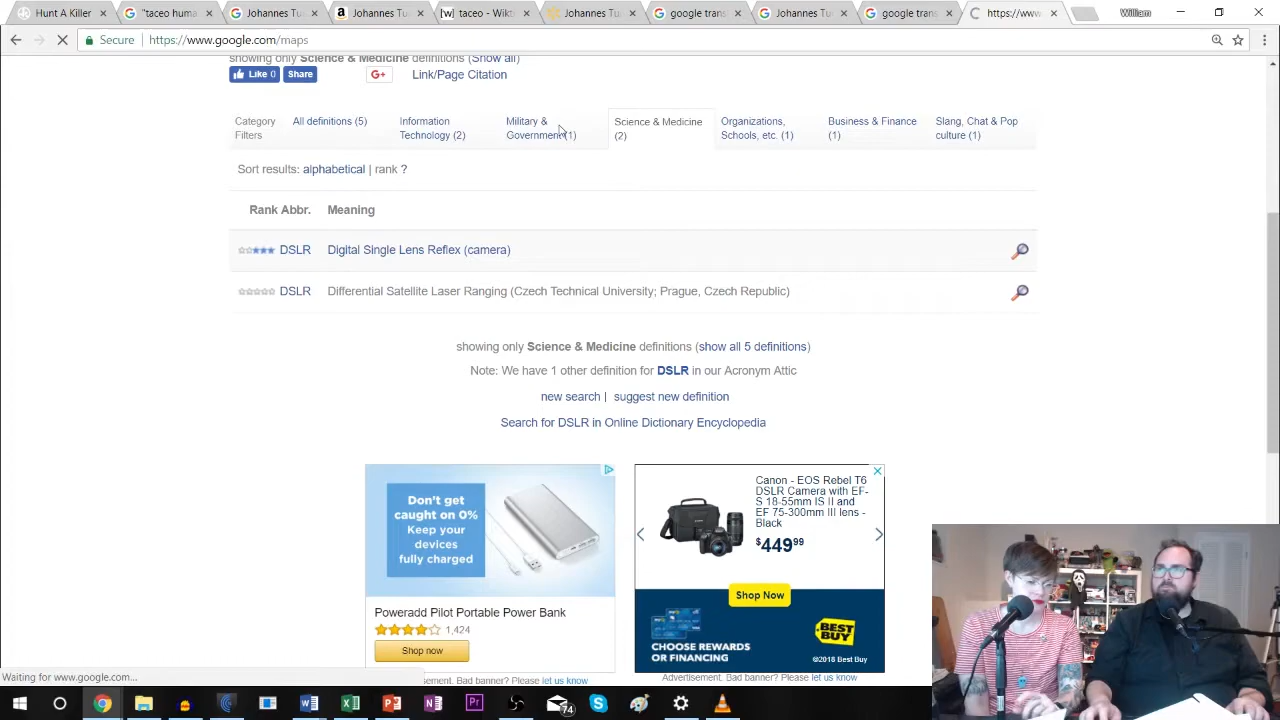 Hunt A Killer
"taceo hum
Johannes Tu
Johannes Tu
taceo - Wikti
Johannes Tu
google trans
Johannes Tu
google trans
https://www
William
Secure
https://www.google.com/maps
showing only Science & Medicine definitions (Show all)
Like 0
Share
G+
Link/Page Citation
Category
Filters
All definitions (5)
Information
Technology (2)
Military &
Government (1)
Science & Medicine
(2)
Organizations,
Schools, etc. (1)
Business & Finance
(1)
Slang, Chat & Pop
culture (1)
Sort results: alphabetical | rank ?
Rank Abbr. Meaning
DSLR Digital Single Lens Reflex (camera)
DSLR Differential Satellite Laser Ranging (Czech Technical University; Prague, Czech Republic)
showing only Science & Medicine definitions (show all 5 definitions)
Note: We have 1 other definition for DSLR in our Acronym Attic
new search | suggest new definition
Search for DSLR in Online Dictionary Encyclopedia
Don't get
caught on 0%
Keep your
devices
fully charged
Poweradd Pilot Portable Power Bank
1,424
Shop now
Canon - EOS Rebel T6
DSLR Camera with EF-
S 18-55mm IS II and
EF 75-300mm III lens -
Black
$449.99
Shop Now
CHOOSE REWARDS
OR FINANCING
BEST
BUY
©2018 Best Buy
Waiting for www.google.com...
ement. Bad banner? Please let us know
Advertisement. Bad banner? Please let us know
74